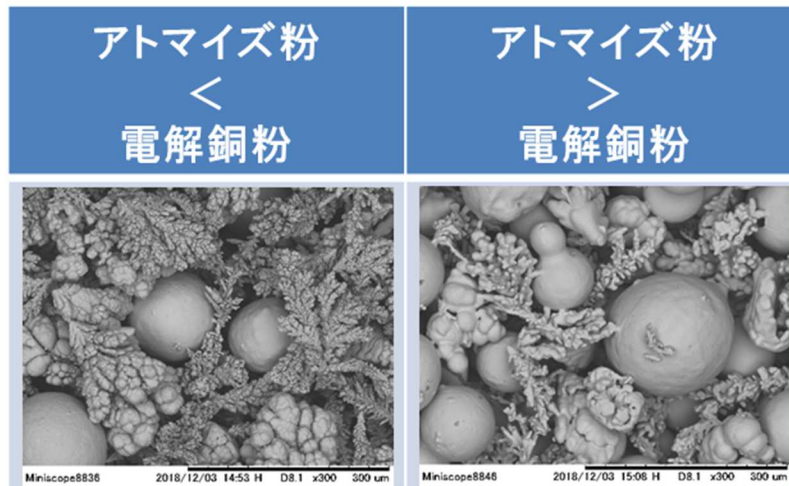 アトマイズ粉
<
電解銅粉
アトマイズ粉
>
電解銅粉
Miniscope8836 2018/12/03 14:53 H D8.1 x300 300 um
Miniscope8846 2018/12/03 15:08 H D8.1 x300 300 um